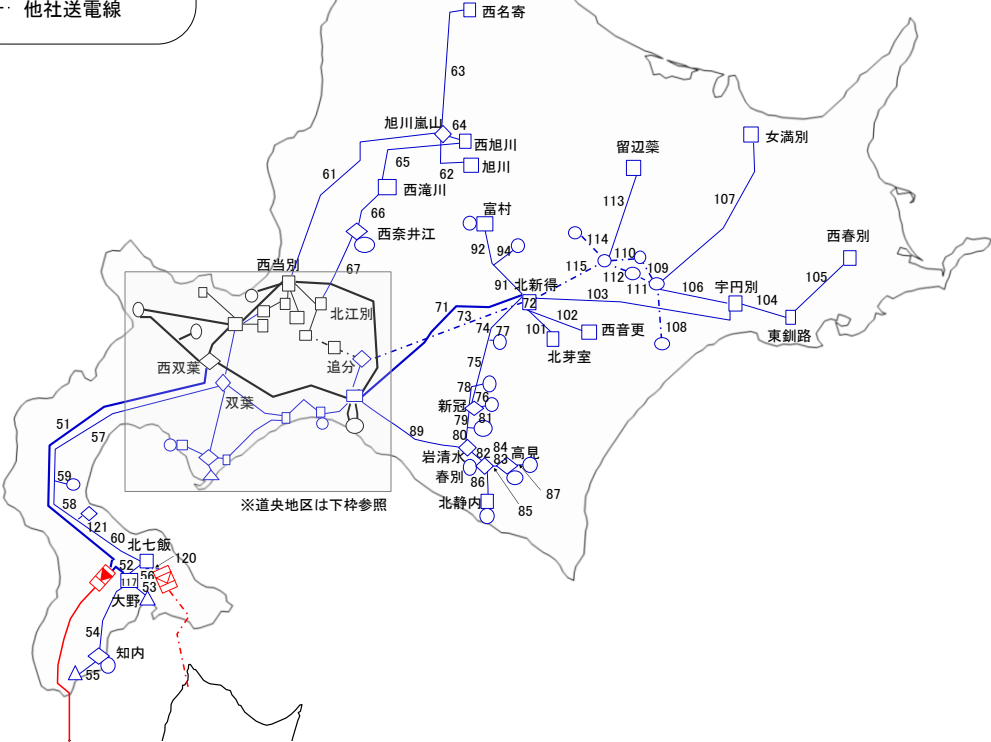 他社送電線
西名寄
63
旭川嵐山
64
西旭川
65
旭川
62
61
西滝川
66
西奈井江
67
女満別
留辺蘂
107
113
富村
92
94
114
110
115
112
109
111
西春別
105
西当別
91
北新得
72
103
106
宇円別
104
東釧路
71
73
74
77
101
102
西音更
北芽室
108
北江別
追分
西双葉
双葉
75
78
76
新冠
79
81
80
岩清水
82
84
83
高見
春別
86
87
85
北静内
89
51
57
59
58
121
60
※道央地区は下枠参照
北七飯
120
52
56
117
53
大野
54
知内
55